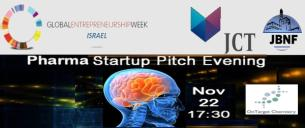 GLOBALENTREPRENEURSHIPWEEK
ISRAEL
JCT
JBNF
Pharma Startup Pitch Evening
Nov
22
17:30
OnTarget Chemistry